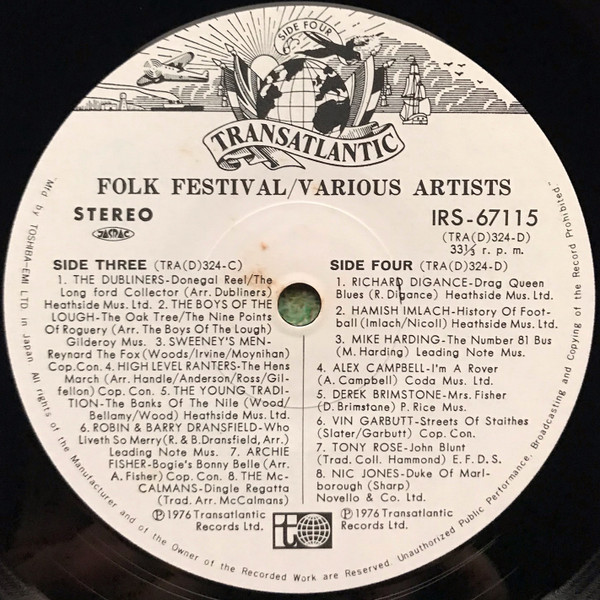 SIDE FOUR
TRANSATLANTIC
FOLK FESTIVAL/VARIOUS ARTISTS
STEREO
JASRAC
IRS-67115
(TRA(D)324-D)
33⅓ r. p. m.
SIDE THREE (TRA(D)324-C)
1. THE DUBLINERS-Donegal Reel/The
Long ford Collector (Arr. Dubliners)
Heathside Mus. Ltd. 2. THE BOYS OF THE
LOUGH-The Oak Tree/The Nine Points
Of Roguery (Arr. The Boys Of The Lough)
Gilderoy Mus. 3. SWEENEY'S MEN-
Reynard The Fox (Woods/Irvine/Moynihan)
Cop. Con. 4. HIGH LEVEL RANTERS-The Hens
March (Arr. Handle/Anderson/Ross/Gil-
fellon) Cop. Con. 5. THE YOUNG TRADI-
TION-The Banks Of The Nile (Wood/
Bellamy/Wood) Heathside Mus. Ltd.
6. ROBIN & BARRY DRANSFIELD-Who
Liveth So Merry (R. & B. Dransfield, Arr.)
Leading Note Mus. 7. ARCHIE
FISHER-Bogie's Bonny Belle (Arr.
A. Fisher) Cop. Con. 8. THE Mc-
CALMANS-Dingle Regatta
(Trad. Arr. McCalmans)
Ⓟ1976 Transatlantic
Records Ltd.
SIDE FOUR (TRA(D)324-D)
1. RICHARD DIGANCE-Drag Queen
Blues (R. Digance) Heathside Mus. Ltd.
2. HAMISH IMLACH-History Of Foot-
ball (Imlach/Nicoll) Heathside Mus. Ltd.
3. MIKE HARDING-The Number 81 Bus
(M. Harding) Leading Note Mus.
4. ALEX CAMPBELL-I'm A Rover
(A. Campbell) Coda Mus. Ltd.
5. DEREK BRIMSTONE-Mrs. Fisher
(D. Brimstone) P. Rice Mus.
6. VIN GARBUTT-Streets Of Staithes
(Slater/Garbutt) Cop. Con.
7. TONY ROSE-John Blunt
(Trad. Coll. Hammond) E. F. D. S.
8. NIC JONES-Duke Of Marl-
borough (Sharp)
Novello & Co. Ltd.
Ⓟ1976 Transatlantic
Records Ltd.
t
Mfd by TOSHBA-EMI LTD. in Japan. All rights of the Manufacturer and of the Owner of the Recorded Work are Reserved. Unauthorized Public Performance, Broadcasting and Copying of the Record Prohibited.